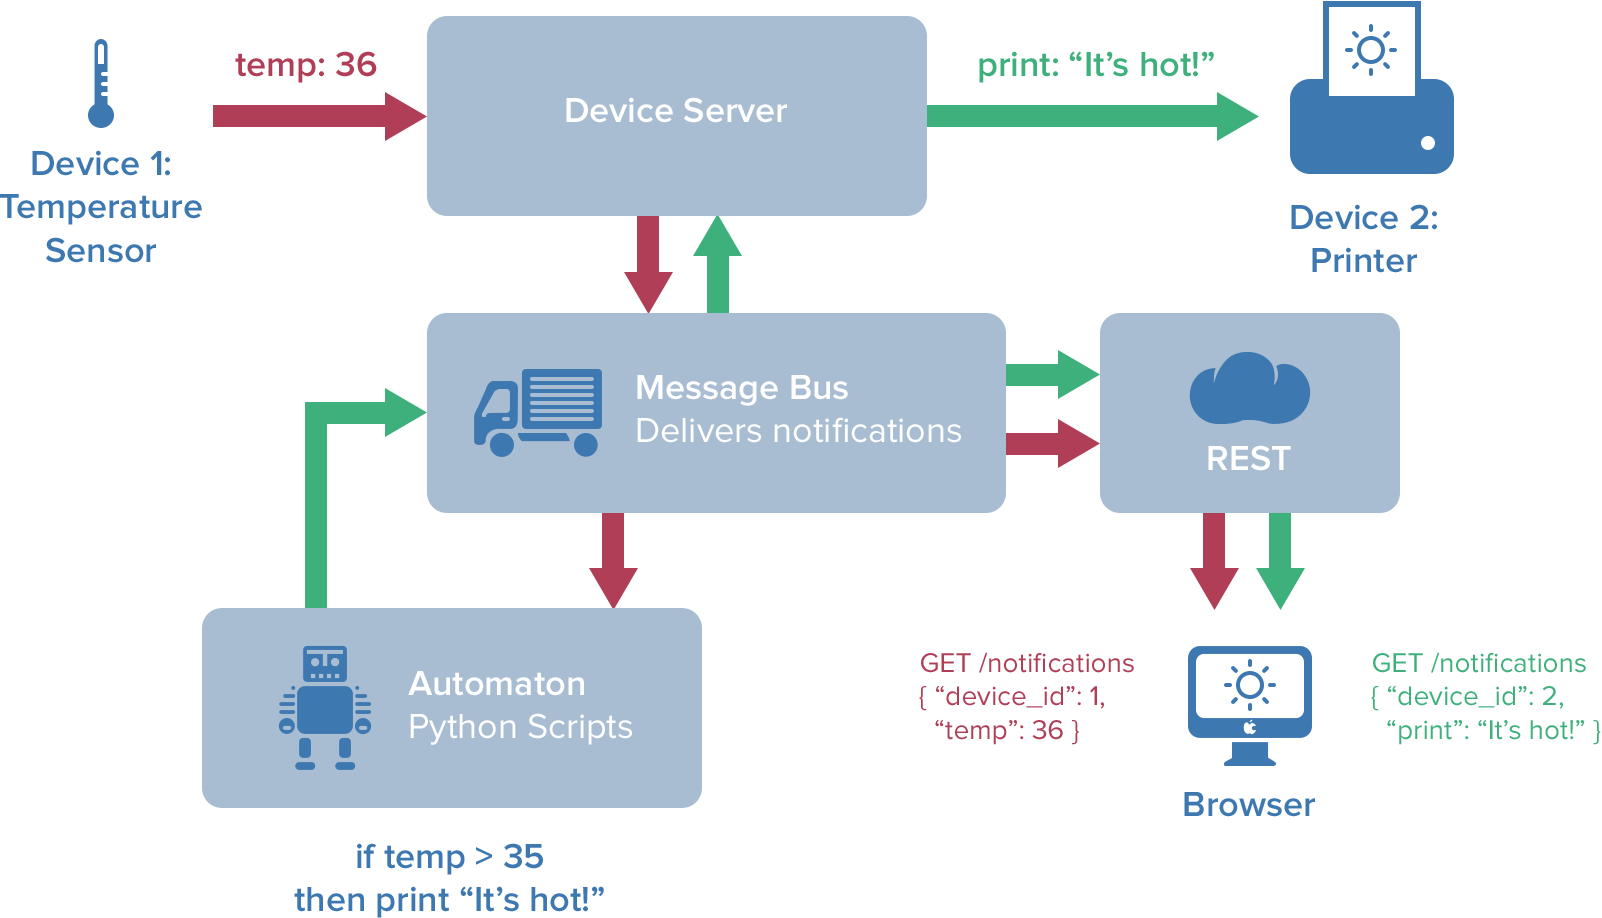 temp: 36
Device Server
print: “It’s hot!”
Device 1:
Temperature
Sensor
Device 2:
Printer
Message Bus
Delivers notifications
REST
Automaton
Python Scripts
if temp > 35
then print “It’s hot!”
GET /notifications
{ “device_id”: 1,
“temp”: 36 }
Browser
GET /notifications
{ “device_id”: 2,
“print”: “It’s hot!” }